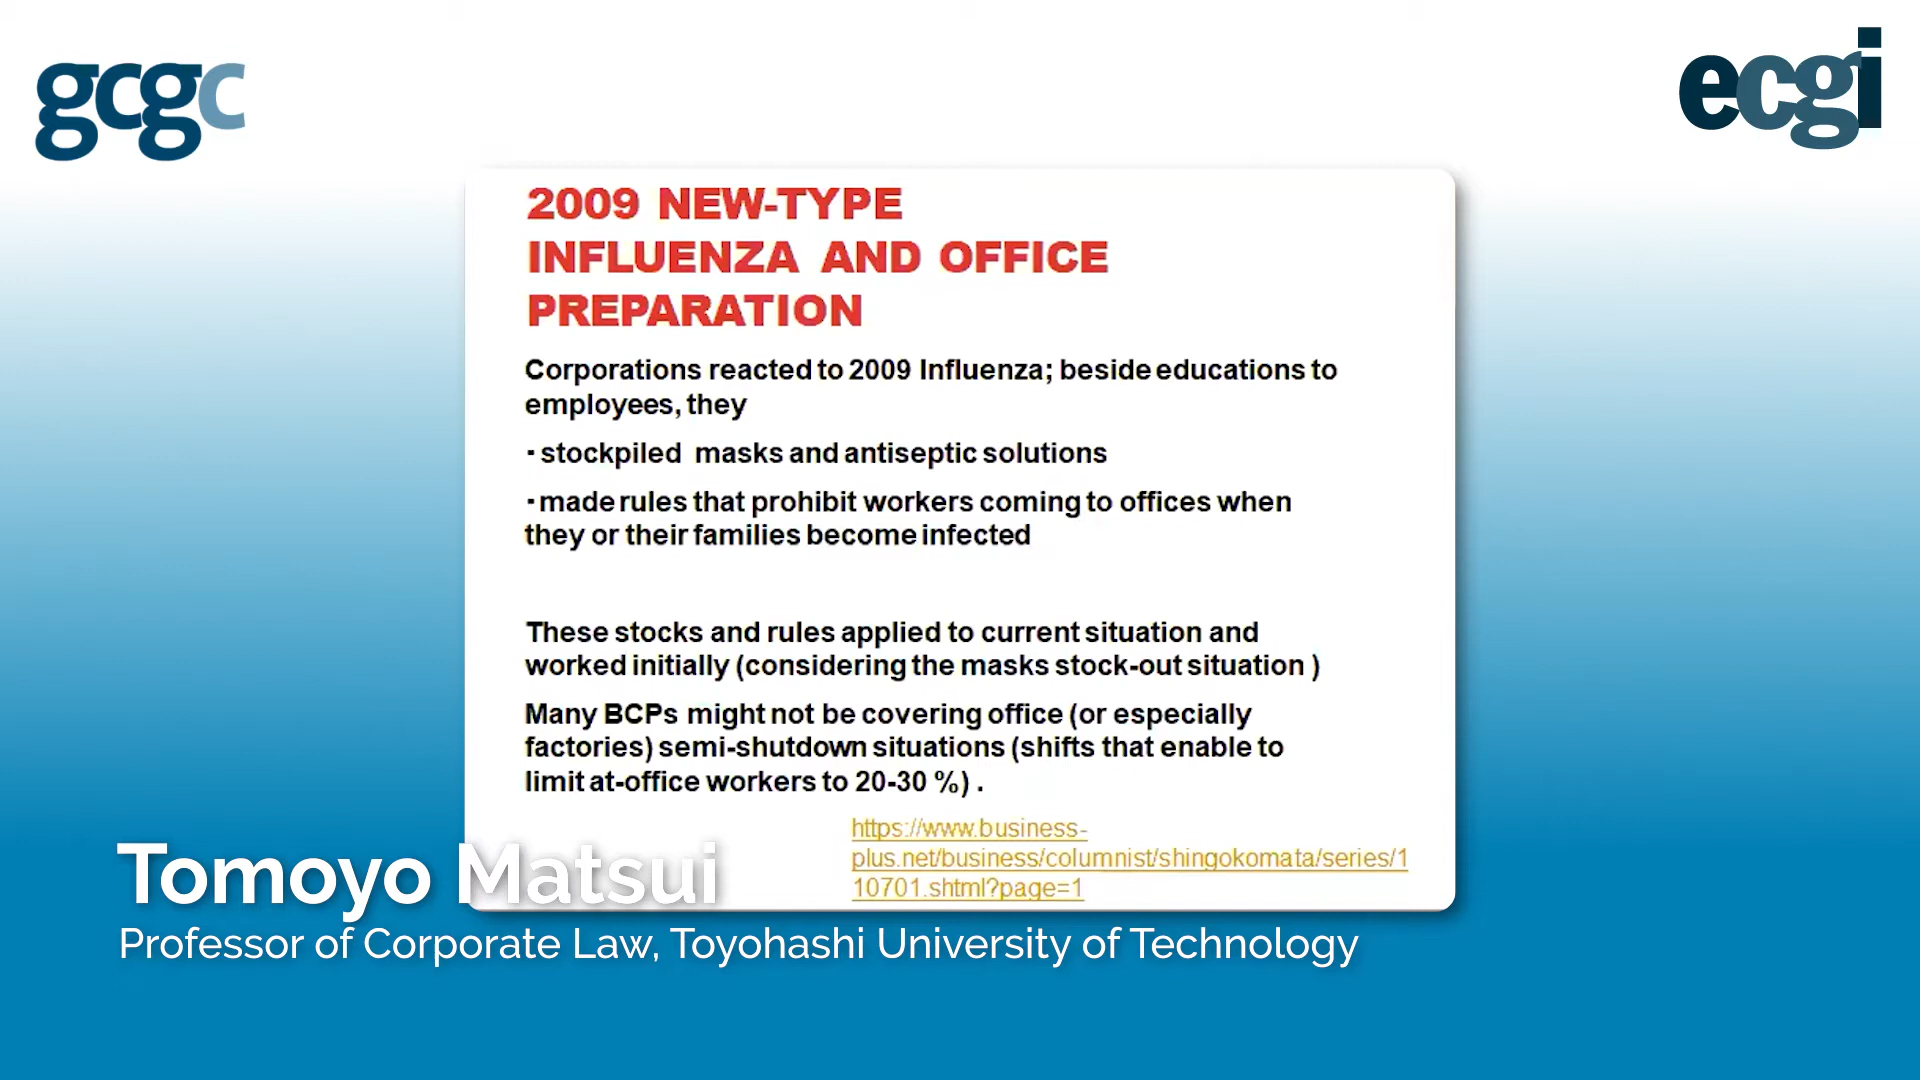 gcgc
ecgi
2009 NEW-TYPE
INFLUENZA AND OFFICE
PREPARATION
Corporations reacted to 2009 Influenza; beside educations to
employees, they
・stockpiled masks and antiseptic solutions
・made rules that prohibit workers coming to offices when
they or their families become infected
These stocks and rules applied to current situation and
worked initially (considering the masks stock-out situation )
Many BCPs might not be covering office (or especially
factories) semi-shutdown situations (shifts that enable to
limit at-office workers to 20-30 %) .
https://www.business-
plus.net/business/columnist/shingokomata/series/1
10701.shtml?page=1
Tomoyo Matsui
Professor of Corporate Law, Toyohashi University of Technology